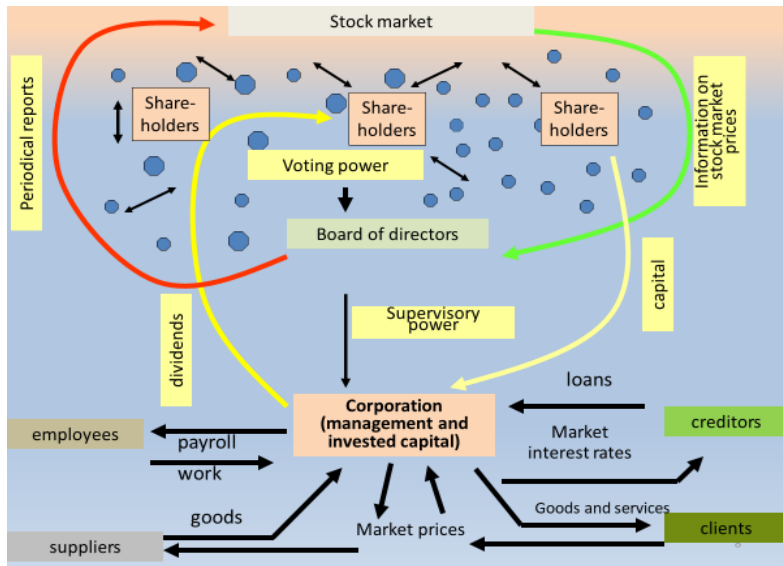 Stock market
Periodical reports
Share-
holders
Share-
holders
Share-
holders
Information on
stock market
prices
Voting power
Board of directors
capital
dividends
Supervisory
power
loans
Corporation
(management and
invested capital)
employees
payroll
work
creditors
Market
interest rates
goods
Goods and services
Market prices
suppliers
clients